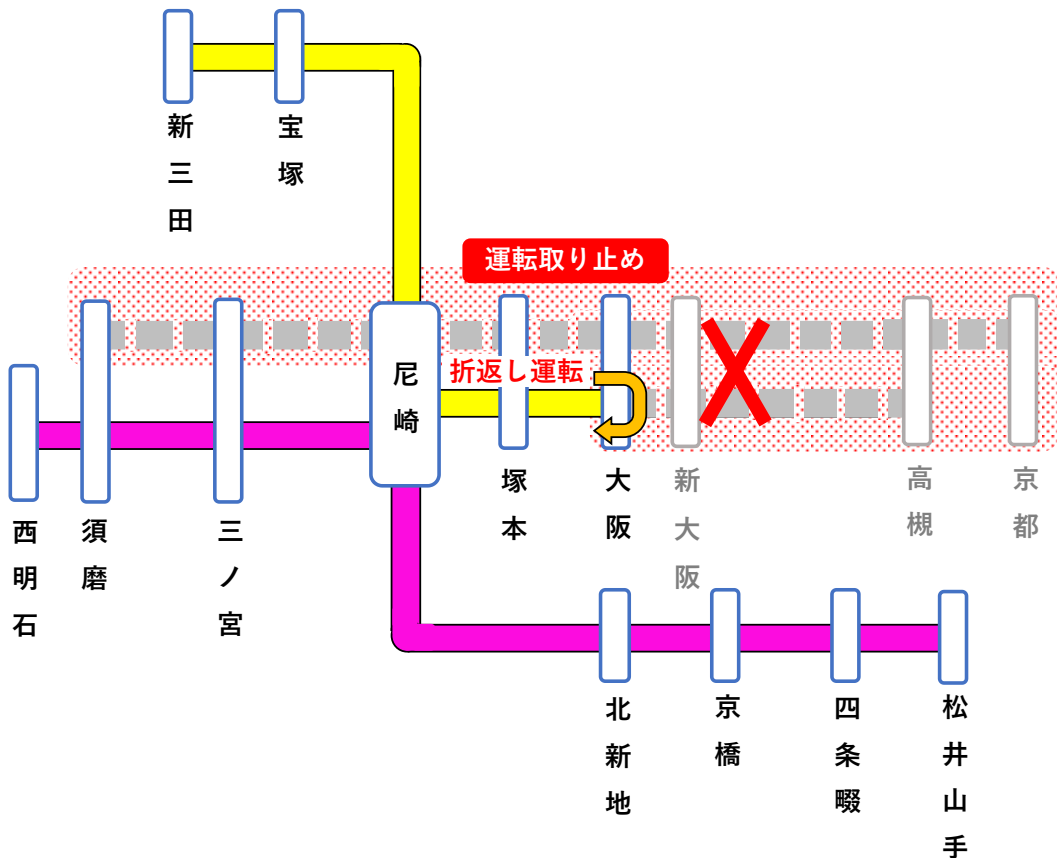 新三田
宝塚
運転取り止め
尼崎
折返し運転
西明石
須磨
三ノ宮
塚本
大阪
新大阪
高槻
京都
北新地
京橋
四条畷
松井山手